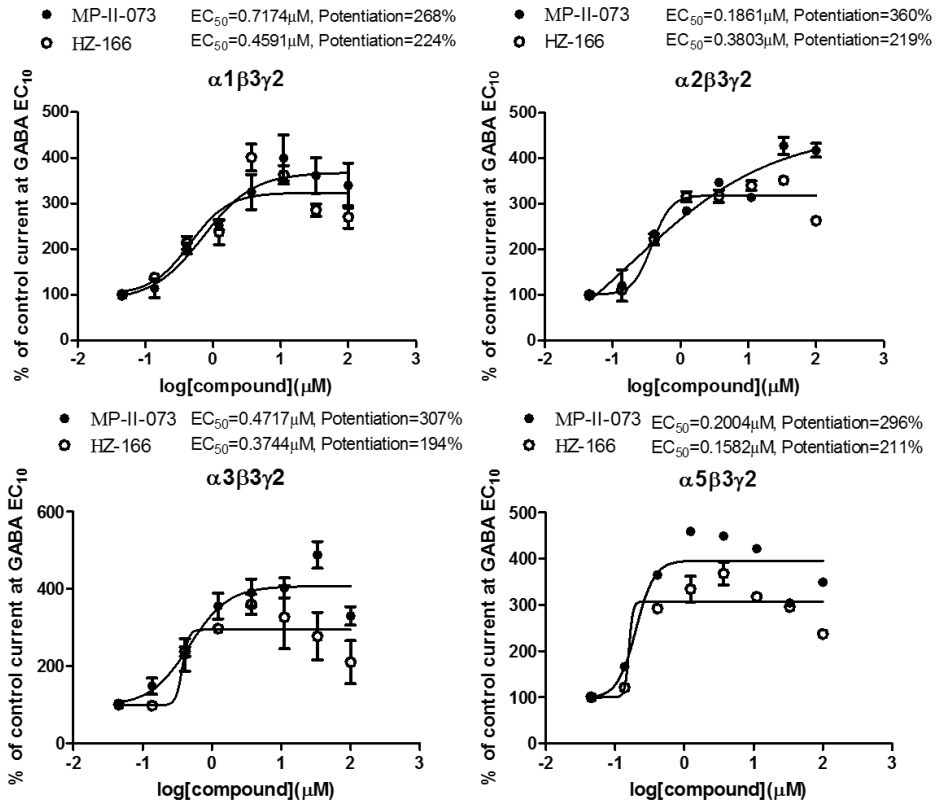 MP-II-073 EC50=0.7174μM, Potentiation=268%
HZ-166 EC50=0.4591μM, Potentiation=224%
α1β3γ2
% of control current at GABA EC10
500
400
300
200
100
0
-2 -1 0 1 2 3
log[compound](μM)
MP-II-073 EC50=0.1861μM, Potentiation=360%
HZ-166 EC50=0.3803μM, Potentiation=219%
α2β3γ2
% of control current at GABA EC10
500
400
300
200
100
0
-2 -1 0 1 2 3
log[compound](μM)
MP-II-073 EC50=0.4717μM, Potentiation=307%
HZ-166 EC50=0.3744μM, Potentiation=194%
α3β3γ2
% of control current at GABA EC10
600
400
200
0
-2 -1 0 1 2 3
log[compound](μM)
MP-II-073 EC50=0.2004μM, Potentiation=296%
HZ-166 EC50=0.1582μM, Potentiation=211%
α5β3γ2
% of control current at GABA EC10
500
400
300
200
100
0
-2 -1 0 1 2 3
log[compound](μM)